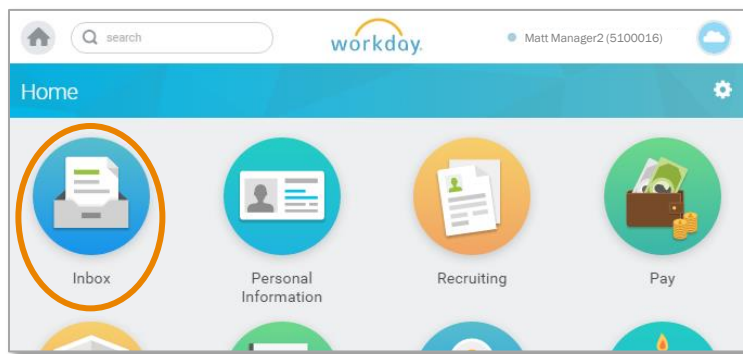 search
workday.
Matt Manager2 (5100016)
Home
Inbox
Personal
Information
Recruiting
Pay